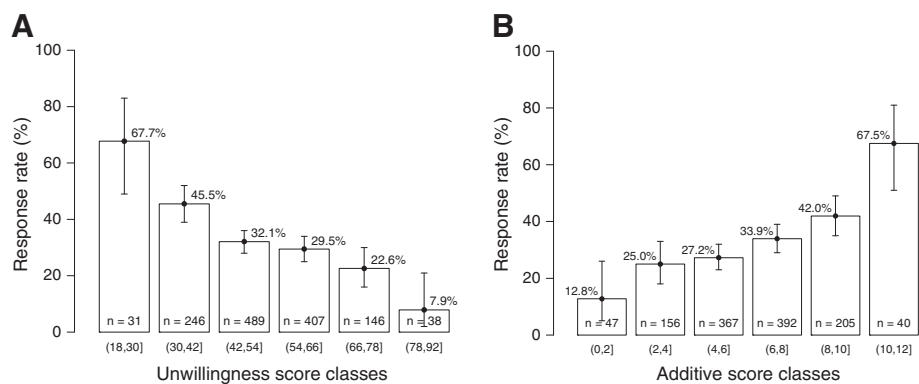 A
Response rate (%)
100
80
60
40
20
0
67.7%
45.5%
32.1%
29.5%
22.6%
7.9%
n = 31
n = 246
n = 489
n = 407
n = 146
n = 38
(18,30]
(30,42]
(42,54]
(54,66]
(66,78]
(78,92]
Unwillingness score classes
B
Response rate (%)
100
80
60
40
20
0
12.8%
25.0%
27.2%
33.9%
42.0%
67.5%
n = 47
n = 156
n = 367
n = 392
n = 205
n = 40
(0,2]
(2,4]
(4,6]
(6,8]
(8,10]
(10,12]
Additive score classes